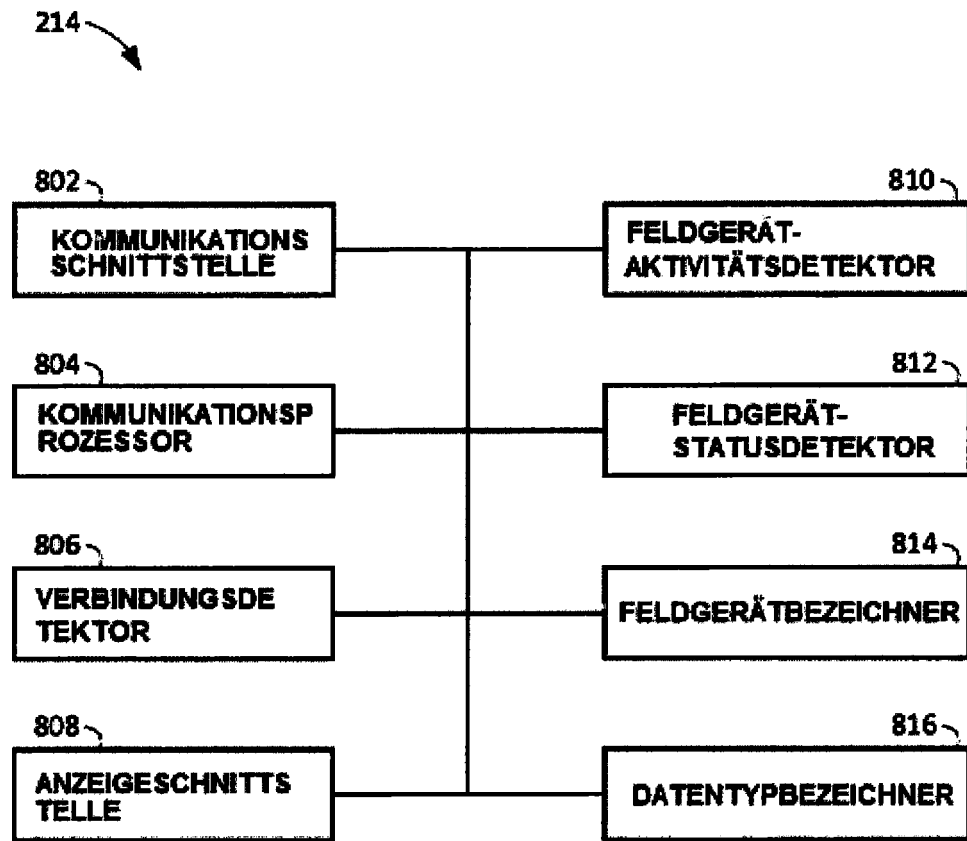 214
802
KOMMUNIKATIONS
SCHNITTSTELLE
810
FELDGERÄT-
AKTIVITÄTSDETEKTOR
804
KOMMUNIKATIONSP
ROZESSOR
812
FELDGERÄT-
STATUSDETEKTOR
806
VERBINDUNGSDE
TEKTOR
814
FELDGERÄTBEZEICHNER
808
ANZEIGESCHNITTS
TELLE
816
DATENTYPBEZEICHNER